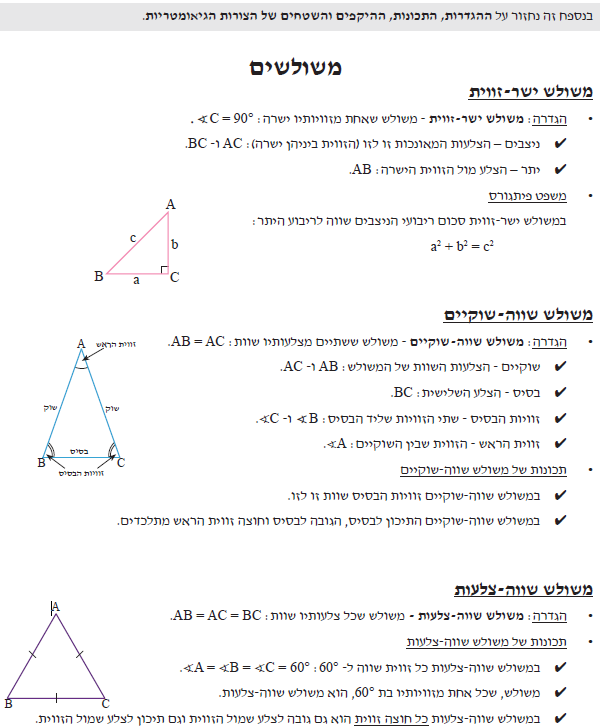 בנספח זה נחזור על ההגדרות, התכונות, ההיקפים והשטחים של הצורות הגיאומטריות.
משולשים
משולש ישר-זווית
• הגדרה: משולש ישר-זווית - משולש שאחת מזוויותיו ישרה: ∢C = 90° .
✔ ניצבים – הצלעות המאונכות זו לזו (הזווית ביניהן ישרה): AC ו- BC.
✔ יתר – הצלע מול הזווית הישרה: AB.
• משפט פיתגורס
במשולש ישר-זווית סכום ריבועי הניצבים שווה לריבוע היתר:
a² + b² = c²
A
c
b
B
a
C
משולש שווה-שוקיים
• הגדרה: משולש שווה-שוקיים - משולש ששתיים מצלעותיו שוות: AB = AC.
✔ שוקיים - הצלעות השוות של המשולש: AB ו- AC.
✔ בסיס - הצלע השלישית: BC.
✔ זוויות הבסיס - שתי הזוויות שליד הבסיס: ∢B ו- ∢C.
✔ זווית הראש - הזווית שבין השוקיים: ∢A.
• תכונות של משולש שווה-שוקיים
✔ במשולש שווה-שוקיים זוויות הבסיס שוות זו לזו.
✔ במשולש שווה-שוקיים התיכון לבסיס, הגובה לבסיס וחוצה זווית הראש מתלכדים.
A
זווית הראש
שוק
שוק
בסיס
B
C
זוויות הבסיס
משולש שווה-צלעות
• הגדרה: משולש שווה-צלעות - משולש שכל צלעותיו שוות: AB = AC = BC.
• תכונות של משולש שווה-צלעות
✔ במשולש שווה-צלעות כל זווית שווה ל- 60°: ∢A = ∢B = ∢C = 60°.
✔ משולש, שכל אחת מזוויותיו בת 60°, הוא משולש שווה-צלעות.
✔ במשולש שווה-צלעות כל חוצה זווית הוא גם גובה לצלע שמול הזווית וגם תיכון לצלע שמול הזווית.
A
B
C